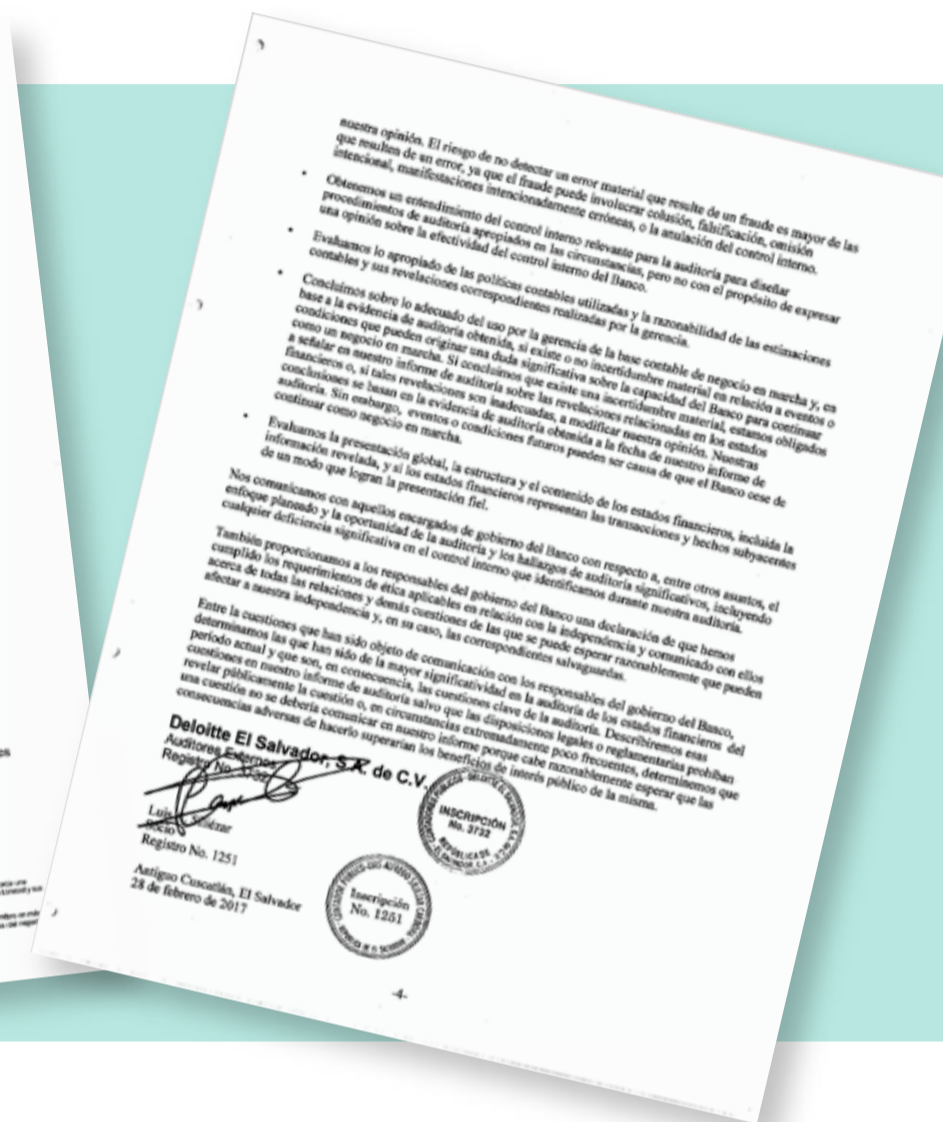 nuestra opinión. El riesgo de no detectar un error material que resulte de un fraude es mayor de las
que resulten de un error, ya que el fraude puede involucrar colusión, falsificación, omisión
intencional, manifestaciones intencionadamente erróneas, o la anulación del control interno.
• Obtenemos un entendimiento del control interno relevante para la auditoría para diseñar
procedimientos de auditoría apropiados en las circunstancias, pero no con el propósito de expresar
una opinión sobre la efectividad del control interno del Banco.
• Evaluamos lo apropiado de las políticas contables utilizadas y la razonabilidad de las estimaciones
contables y sus revelaciones correspondientes realizadas por la gerencia.
• Concluimos sobre lo adecuado del uso por la gerencia de la base contable de negocio en marcha y, en
base a la evidencia de auditoría obtenida, si existe o no incertidumbre material en relación a eventos o
condiciones que pueden originar una duda significativa sobre la capacidad del Banco para continuar
como un negocio en marcha. Si concluimos que existe una incertidumbre material, estamos obligados
a señalar en nuestro informe de auditoría sobre las revelaciones relacionadas en los estados
financieros o, si tales revelaciones son inadecuadas, a modificar nuestra opinión. Nuestras
conclusiones se basan en la evidencia de auditoría obtenida a la fecha de nuestro informe de
auditoría. Sin embargo, eventos o condiciones futuros pueden ser causa de que el Banco cese de
continuar como negocio en marcha.
• Evaluamos la presentación global, la estructura y el contenido de los estados financieros, incluida la
información revelada, y si los estados financieros representan las transacciones y hechos subyacentes
de un modo que logran la presentación fiel.
Nos comunicamos con aquellos encargados de gobierno del Banco con respecto a, entre otros asuntos, el
enfoque planeado y la oportunidad de la auditoría y los hallazgos de auditoría significativos, incluyendo
cualquier deficiencia significativa en el control interno que identificamos durante nuestra auditoría.
También proporcionamos a los responsables del gobierno del Banco una declaración de que hemos
cumplido los requerimientos de ética aplicables en relación con la independencia y comunicado con ellos
acerca de todas las relaciones y demás cuestiones de las que se puede esperar razonablemente que pueden
afectar a nuestra independencia y, en su caso, las correspondientes salvaguardas.
Entre la cuestiones que han sido objeto de comunicación con los responsables del gobierno del Banco,
determinamos las que han sido de la mayor significatividad en la auditoría de los estados financieros del
período actual y que son, en consecuencia, las cuestiones clave de la auditoría. Describiremos esas
cuestiones en nuestro informe de auditoría salvo que las disposiciones legales o reglamentarias prohíban
revelar públicamente la cuestión o, en circunstancias extremadamente poco frecuentes, determinemos que
una cuestión no se debería comunicar en nuestro informe porque cabe razonablemente esperar que las
consecuencias adversas de hacerlo superarían los beneficios de interés público de la misma.
Deloitte El Salvador, S.A. de C.V.
Auditores Externos
Registro No.
Luis
Socio
Registro No. 1251
Antiguo Cuscatlán, El Salvador
28 de febrero de 2017
INSCRIPCIÓN
No. 3732
REPÚBLICA DE
EL SALVADOR, C.A.
Inscripción
No. 1251
REPUBLICA DE EL SALVADOR
-4-